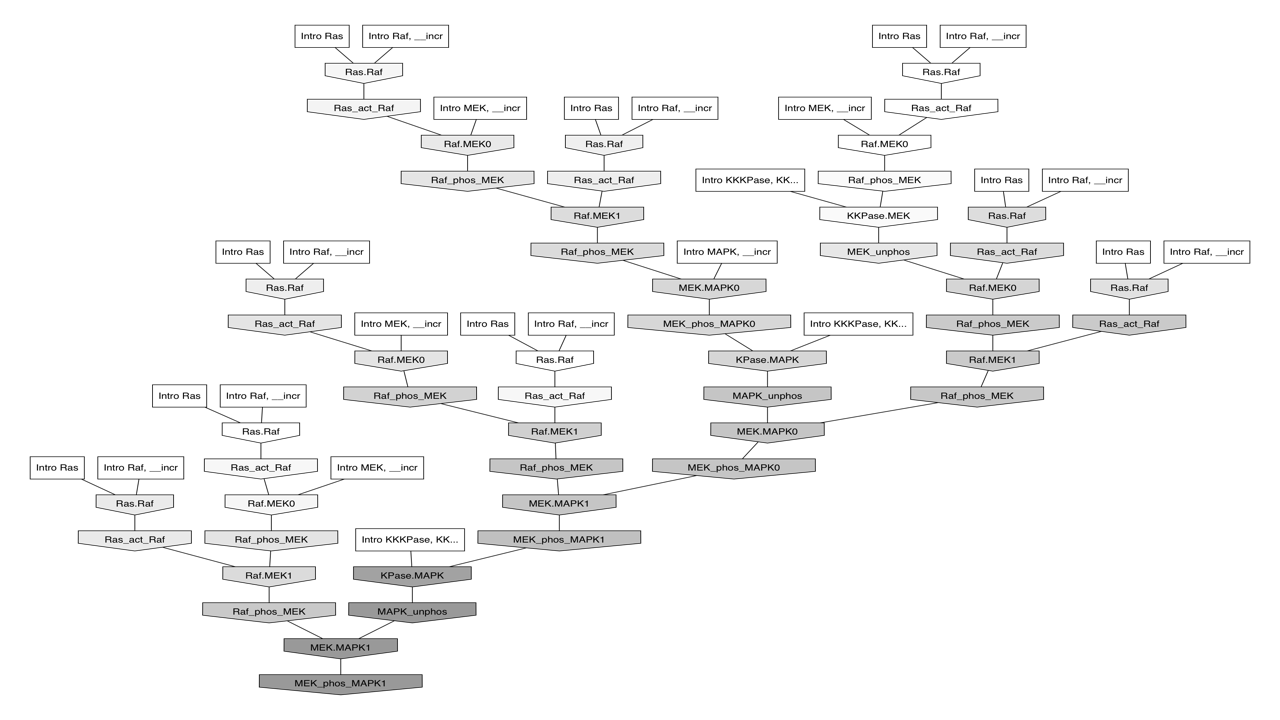 Intro Ras
Intro Raf, __incr
Intro Ras
Intro Raf, __incr
Ras.Raf
Ras.Raf
Ras_act_Raf
Intro MEK, __incr
Intro Ras
Intro Raf, __incr
Intro MEK, __incr
Ras_act_Raf
Raf.MEK0
Ras.Raf
Raf.MEK0
Raf_phos_MEK
Ras_act_Raf
Intro KKKPase, KK...
Raf_phos_MEK
Intro Ras
Intro Raf, __incr
Raf.MEK1
KKPase.MEK
Ras.Raf
Intro Ras
Intro Raf, __incr
Raf_phos_MEK
Intro MAPK, __incr
MEK_unphos
Ras_act_Raf
Intro Ras
Intro Raf, __incr
Ras.Raf
MEK.MAPK0
Raf.MEK0
Ras.Raf
Ras_act_Raf
Intro MEK, __incr
Intro Ras
Intro Raf, __incr
MEK_phos_MAPK0
Intro KKKPase, KK...
Raf_phos_MEK
Ras_act_Raf
Raf.MEK0
Ras.Raf
KPase.MAPK
Raf.MEK1
Intro Ras
Intro Raf, __incr
Raf_phos_MEK
Ras_act_Raf
MAPK_unphos
Raf_phos_MEK
Ras.Raf
Raf.MEK1
MEK.MAPK0
Intro Ras
Intro Raf, __incr
Ras_act_Raf
Intro MEK, __incr
Raf_phos_MEK
MEK_phos_MAPK0
Ras.Raf
Raf.MEK0
MEK.MAPK1
Ras_act_Raf
Raf_phos_MEK
Intro KKKPase, KK...
MEK_phos_MAPK1
Raf.MEK1
KPase.MAPK
Raf_phos_MEK
MAPK_unphos
MEK.MAPK1
MEK_phos_MAPK1